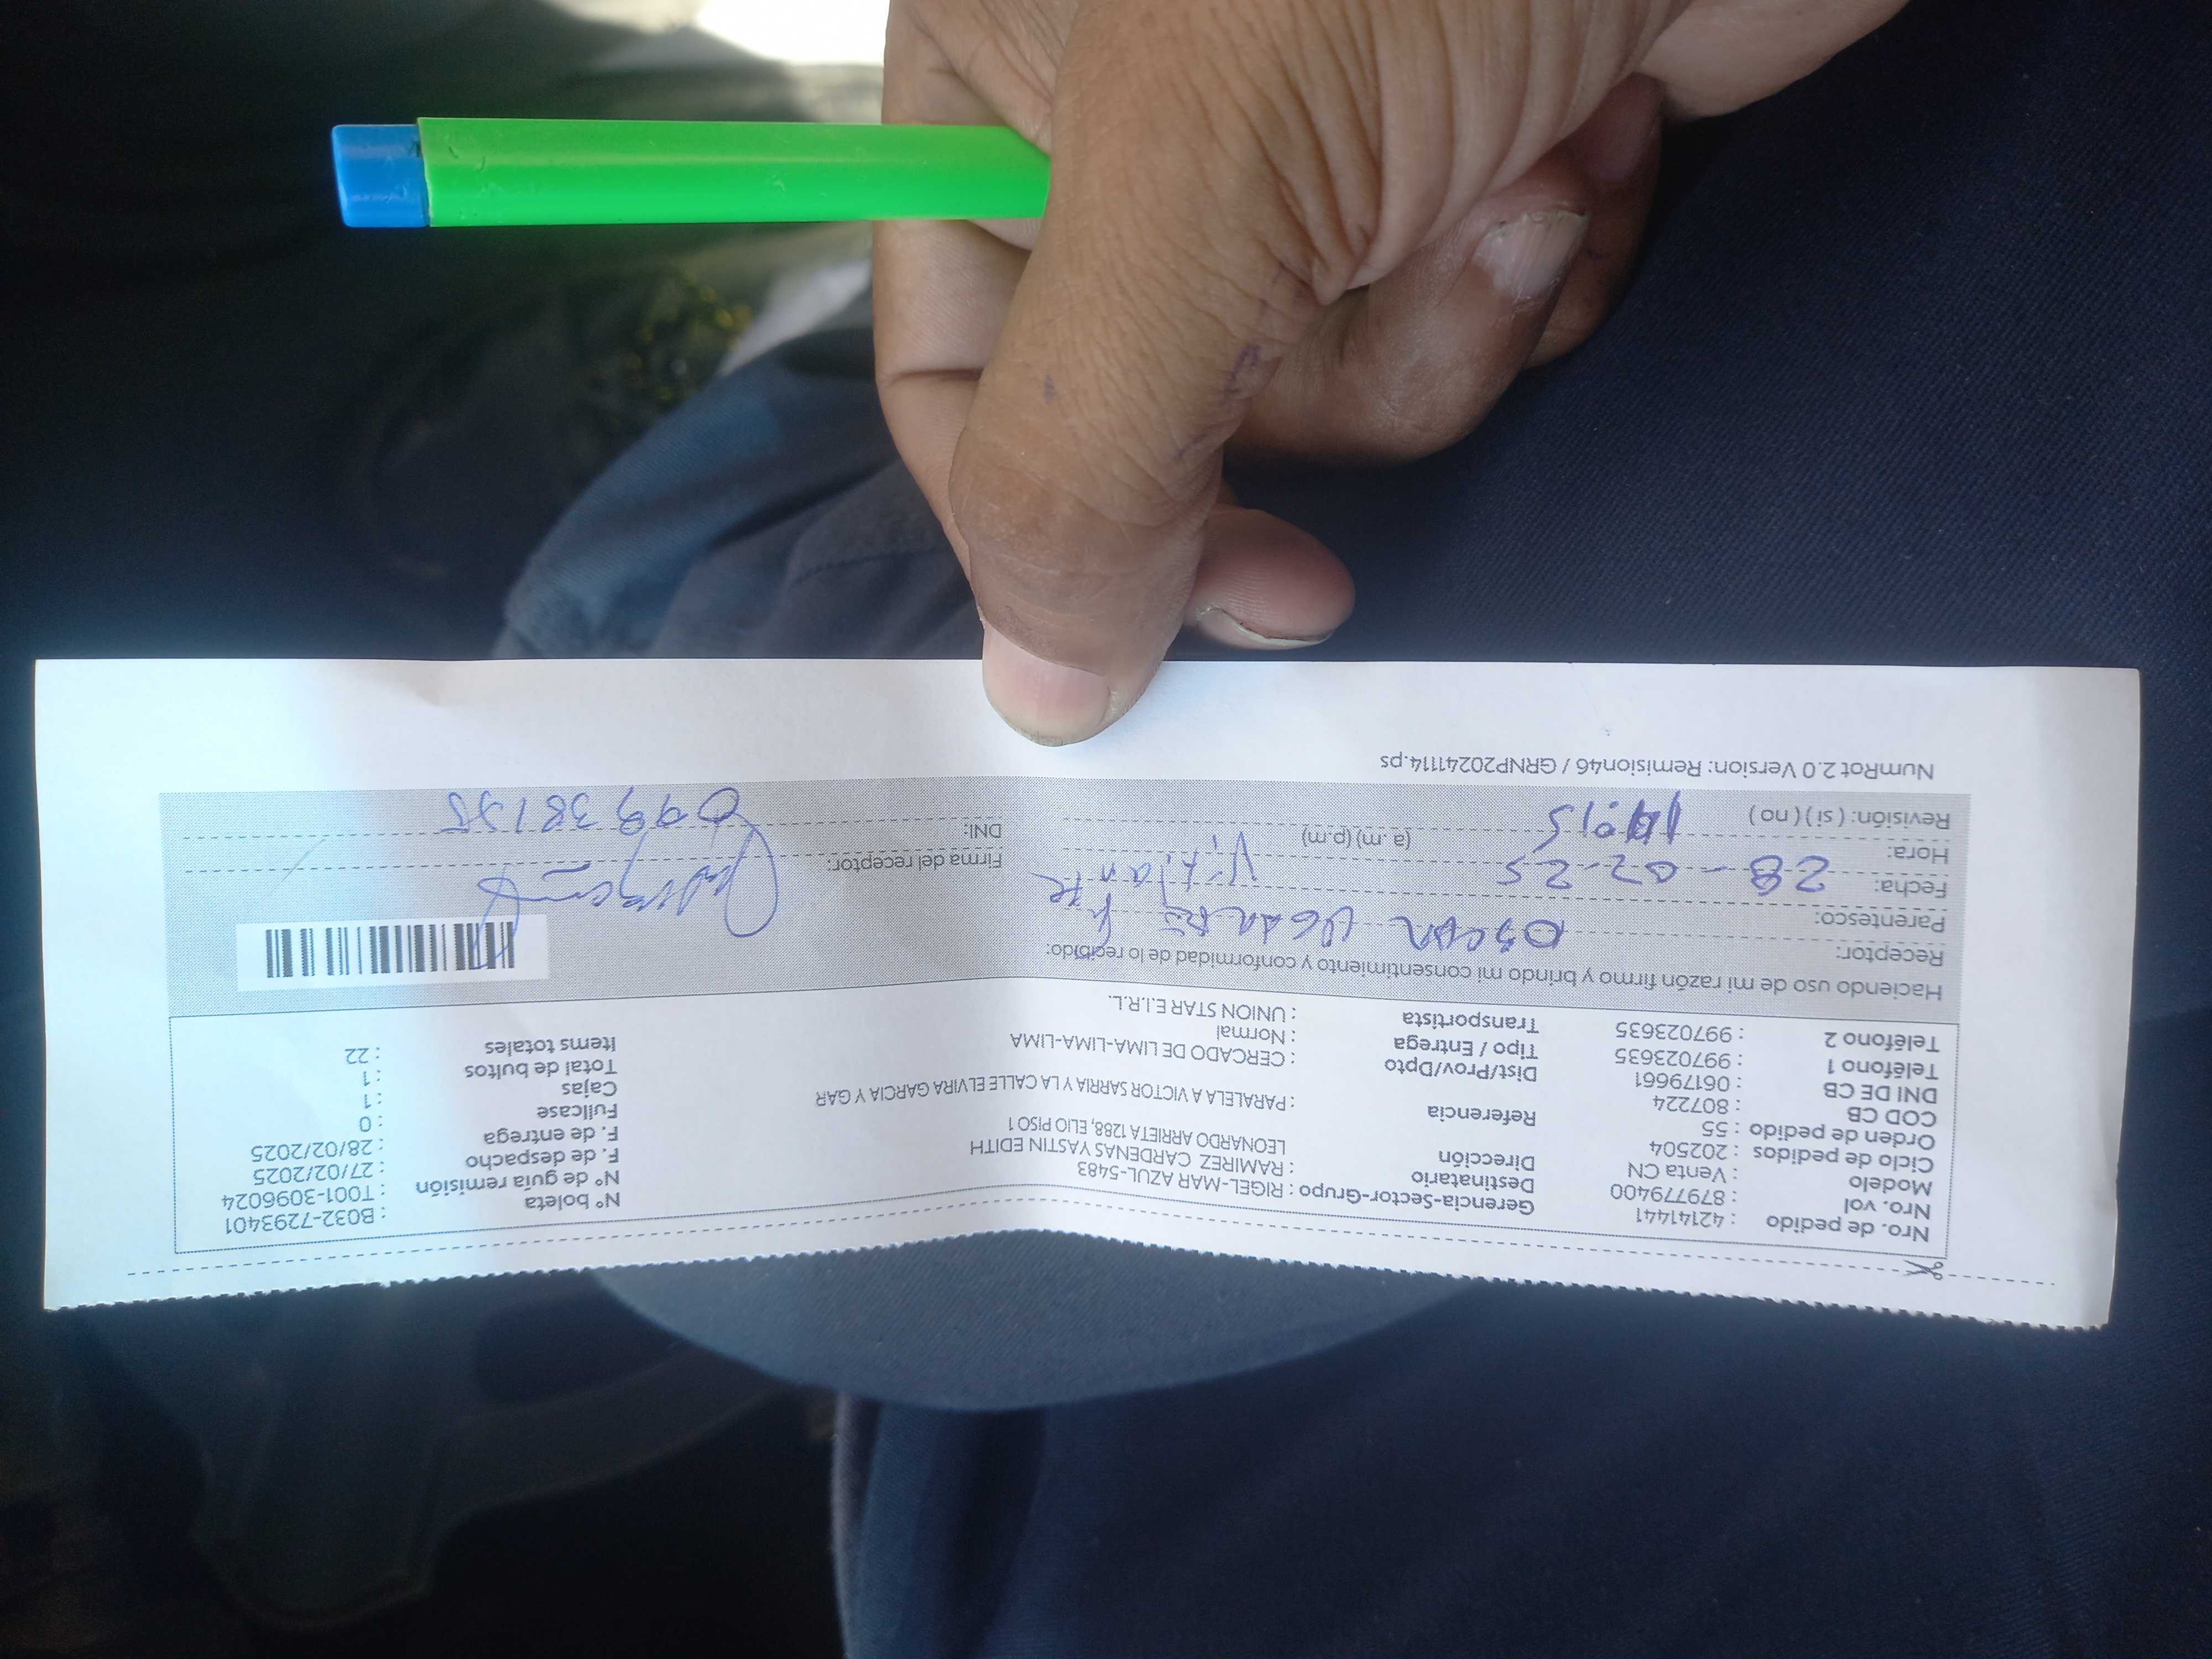 Nro. de pedido : 42141441
Nro. vol : 879779400
Modelo : Venta CN
Ciclo de pedidos : 202504
Orden de pedido : 55
COD CB : 807224
DNI DE CB : 06179661
Teléfono 1 : 997023635
Teléfono 2 : 997023635
Gerencia-Sector-Grupo : RIGEL-MAR AZUL-5483
Destinatario : RAMIREZ CARDENAS YASTIN EDITH
Dirección LEONARDO ARRIETA 1288, ELIO PISO 1
Referencia : PARALELA A VICTOR SARRIA Y LA CALLE ELVIRA GARCIA Y GAR
Dist/Prov/Dpto : CERCADO DE LIMA-LIMA-LIMA
Tipo / Entrega : Normal
Transportista : UNION STAR E.I.R.L.
N° boleta : B032-7293401
N° de guía remisión : T001-3096024
F. de despacho : 27/02/2025
F. de entrega : 28/02/2025
Fullcase : 0
Cajas : 1
Total de bultos : 1
Items totales : 22
Haciendo uso de mi razón firmo y brindo mi consentimiento y conformidad de lo recibido:
Receptor: Oscar Ugarte
Parentesco: Vigilante
Fecha: 28-02-25
Hora: 14:15 (a.m) (p.m)
Revisión: ( si ) ( no )
Firma del receptor:
DNI: 09938135
NumRot 2.0 Version: Remision46 / GRNP20241114.ps